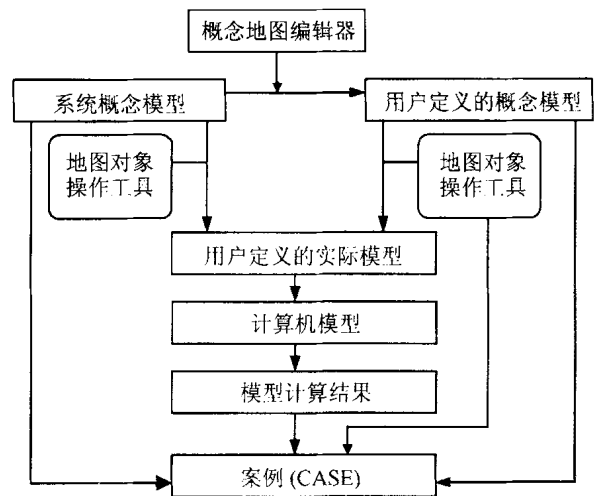 概念地图编辑器
系统概念模型
用户定义的概念模型
地图对象
操作工具
地图对象
操作工具
用户定义的实际模型
计算机模型
模型计算结果
案例 (CASE)